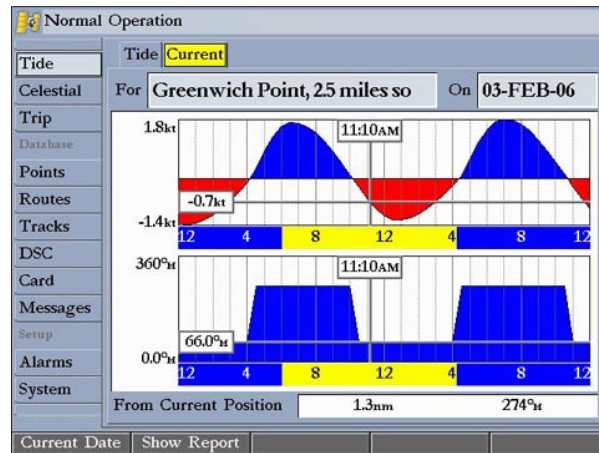 Normal Operation
Tide
Celestial
Trip
Database
Points
Routes
Tracks
DSC
Card
Messages
Setup
Alarms
System
Tide Current
For Greenwich Point, 2.5 miles so On 03-FEB-06
1.8kt
11:10AM
-0.7kt
-1.4kt
12 4 8 12 4 8 12
360°M
11:10AM
66.0°M
0.0°M
12 4 8 12 4 8 12
From Current Position 1.3nm 274°M
Current Date Show Report